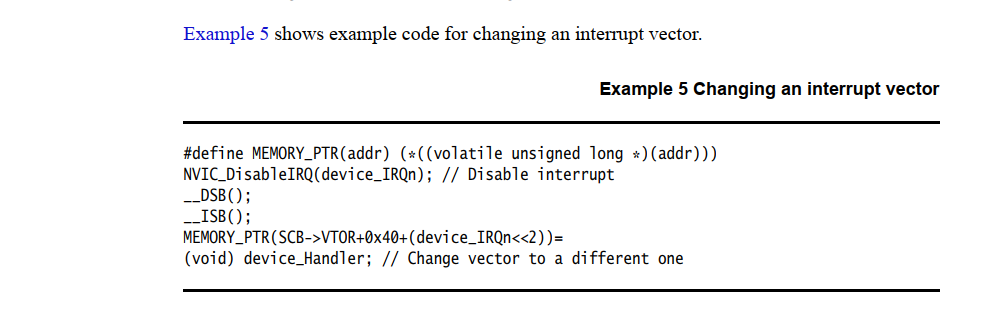 Example 5 shows example code for changing an interrupt vector.
Example 5 Changing an interrupt vector
#define MEMORY_PTR(addr) (*((volatile unsigned long *)(addr)))
NVIC_DisableIRQ(device_IRQn); // Disable interrupt
__DSB();
__ISB();
MEMORY_PTR(SCB->VTOR+0x40+(device_IRQn<<2))=
(void) device_Handler; // Change vector to a different one